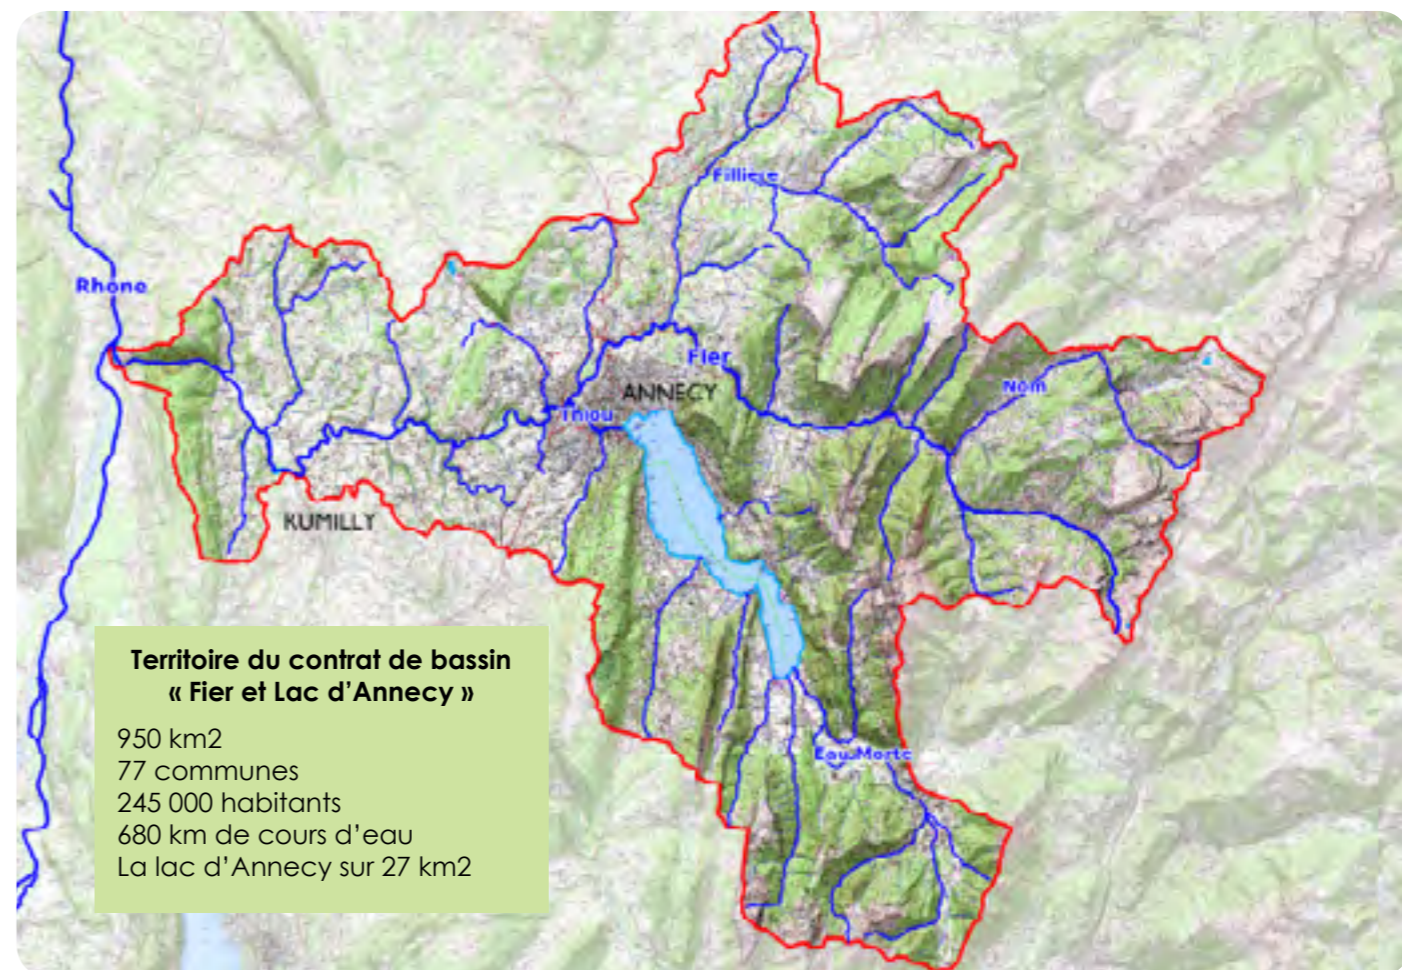 Fillière
Rhône
Fier
ANNECY
Nom
Thiou
RUMILLY
Territoire du contrat de bassin
« Fier et Lac d’Annecy »
Eau Morte
950 km2
77 communes
245 000 habitants
680 km de cours d’eau
La lac d’Annecy sur 27 km2